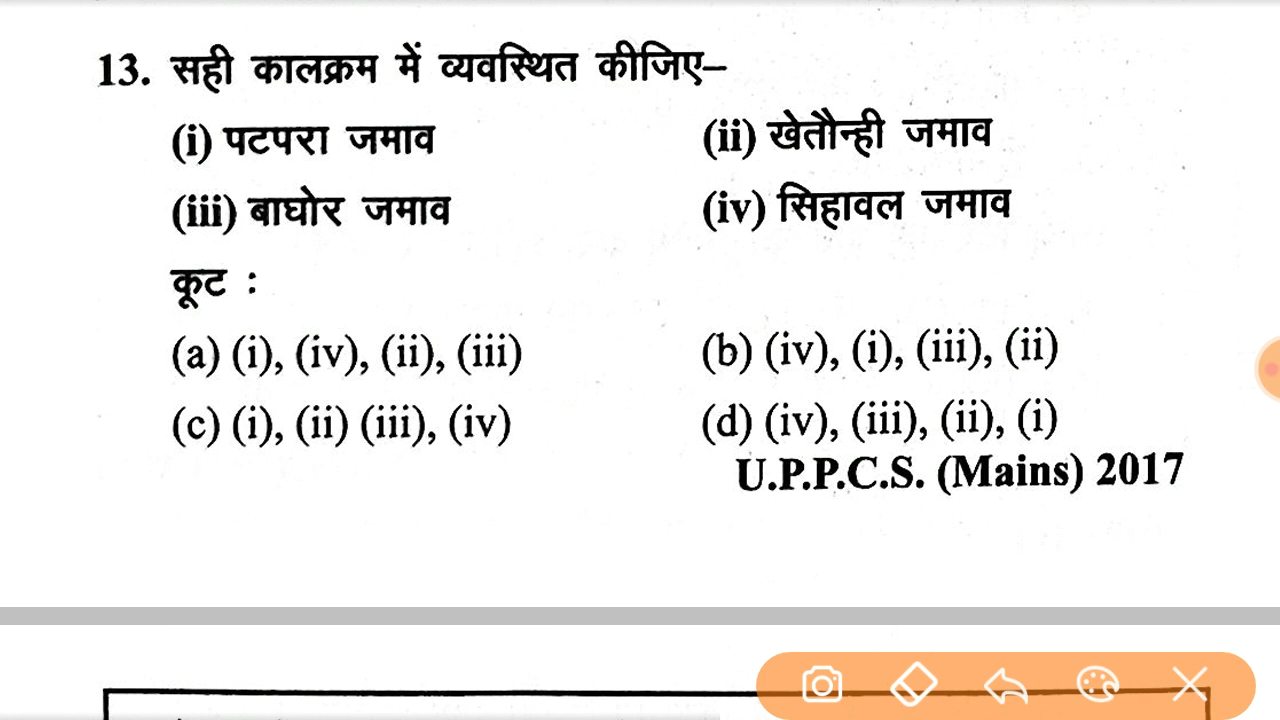 13. सही कालक्रम में व्यवस्थित कीजिए–
(i) पटपरा जमाव (ii) खेतौन्ही जमाव
(iii) बाघोर जमाव (iv) सिहावल जमाव
कूट :
(a) (i), (iv), (ii), (iii) (b) (iv), (i), (iii), (ii)
(c) (i), (ii) (iii), (iv) (d) (iv), (iii), (ii), (i)
U.P.P.C.S. (Mains) 2017